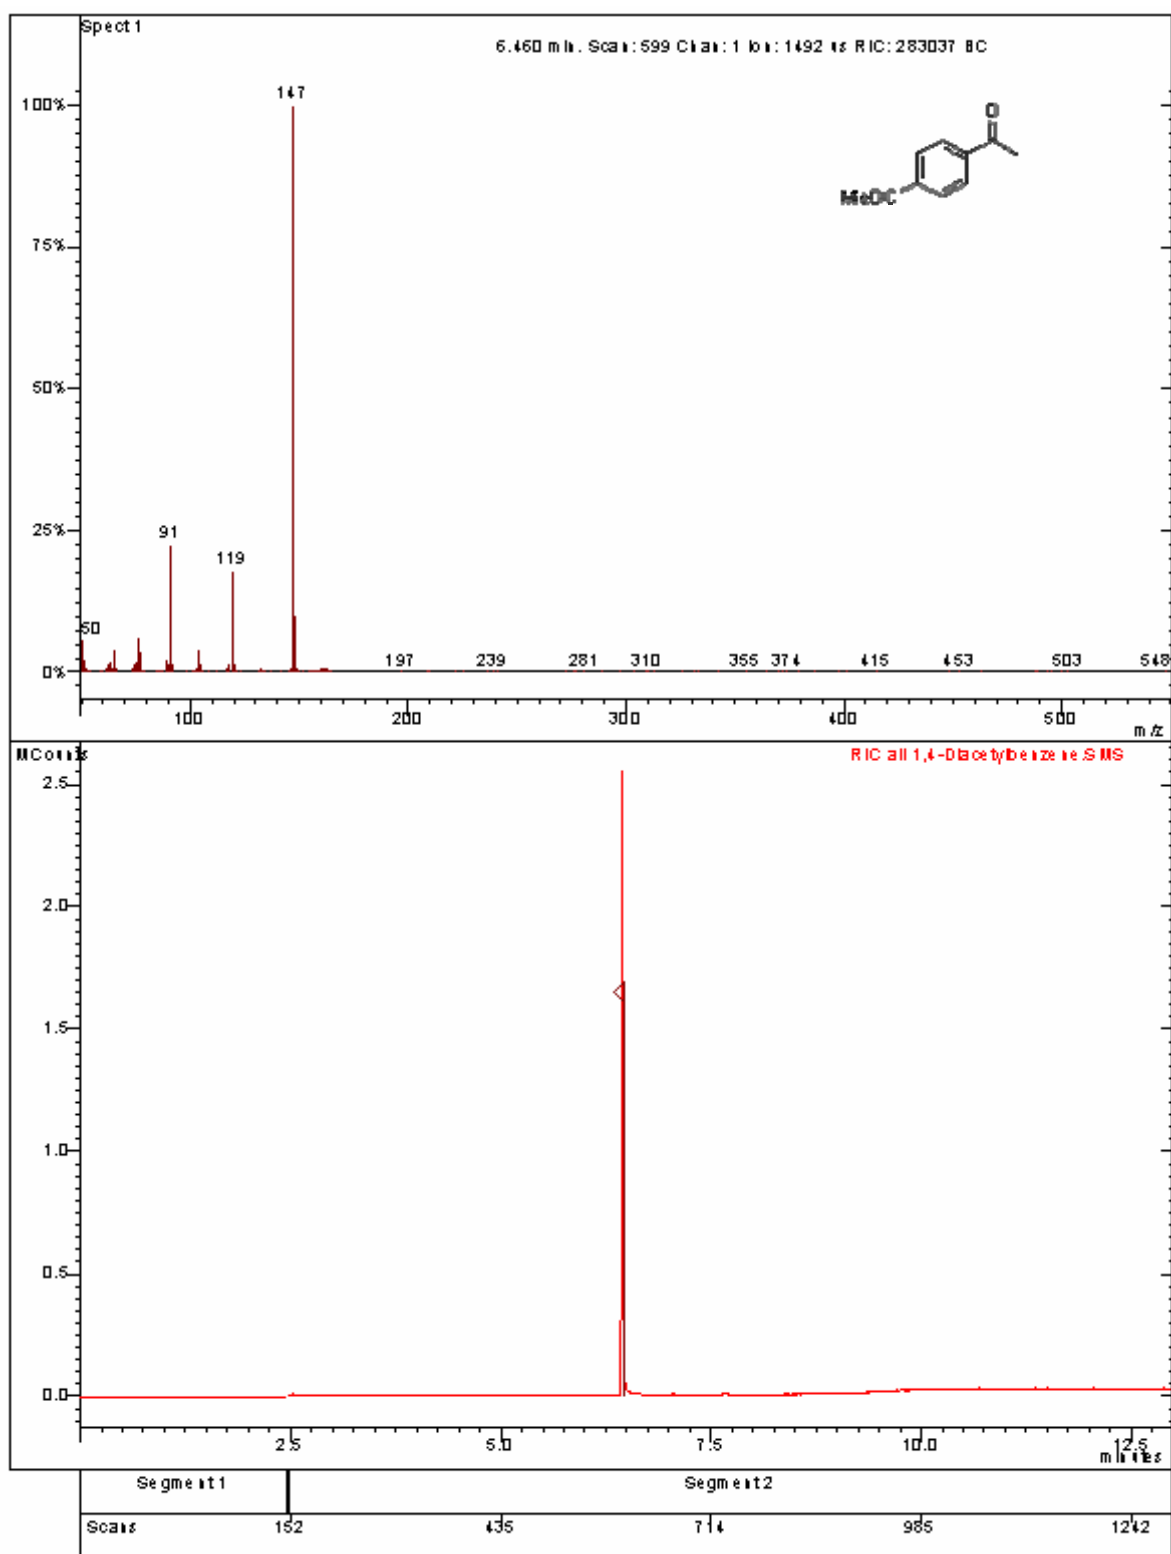 Spect 1
6.460 min. Scan: 599 Chan: 1 Ion: 1492 us RIC: 283037 BC
147
100%
O
MeOC
75%
50%
25%
91
119
50
197 239 281 310 355 374 415 453 503 548
0%
100 200 300 400 500
m/z
MCounts
RIC all 1,4-Diacetylbenzene.SMS
2.5
2.0
1.5
1.0
0.5
0.0
2.5 5.0 7.5 10.0 12.5
minutes
Segment 1 Segment 2
Scans 152 435 714 985 1242